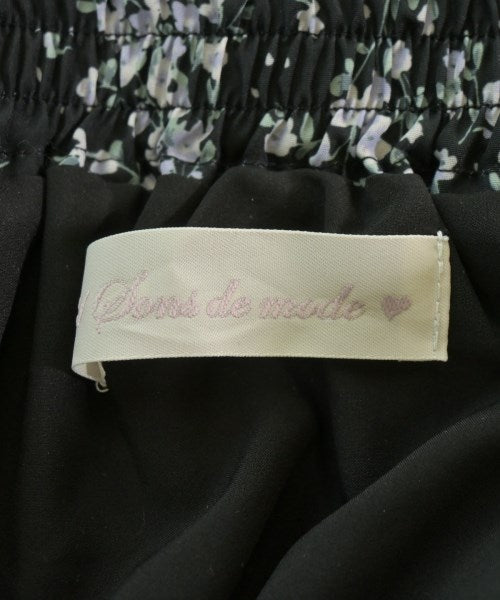 Sens de mode ♥